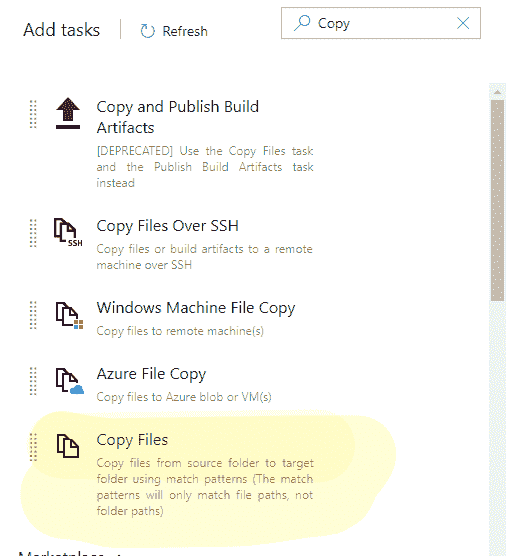 Add tasks
Refresh
Copy
Copy and Publish Build
Artifacts
[DEPRECATED] Use the Copy Files task
and the Publish Build Artifacts task
instead
SSH
Copy Files Over SSH
Copy files or build artifacts to a remote
machine over SSH
Windows Machine File Copy
Copy files to remote machine(s)
Azure File Copy
Copy files to Azure blob or VM(s)
Copy Files
Copy files from source folder to target
folder using match patterns (The match
patterns will only match file paths, not
folder paths)
Marketplace